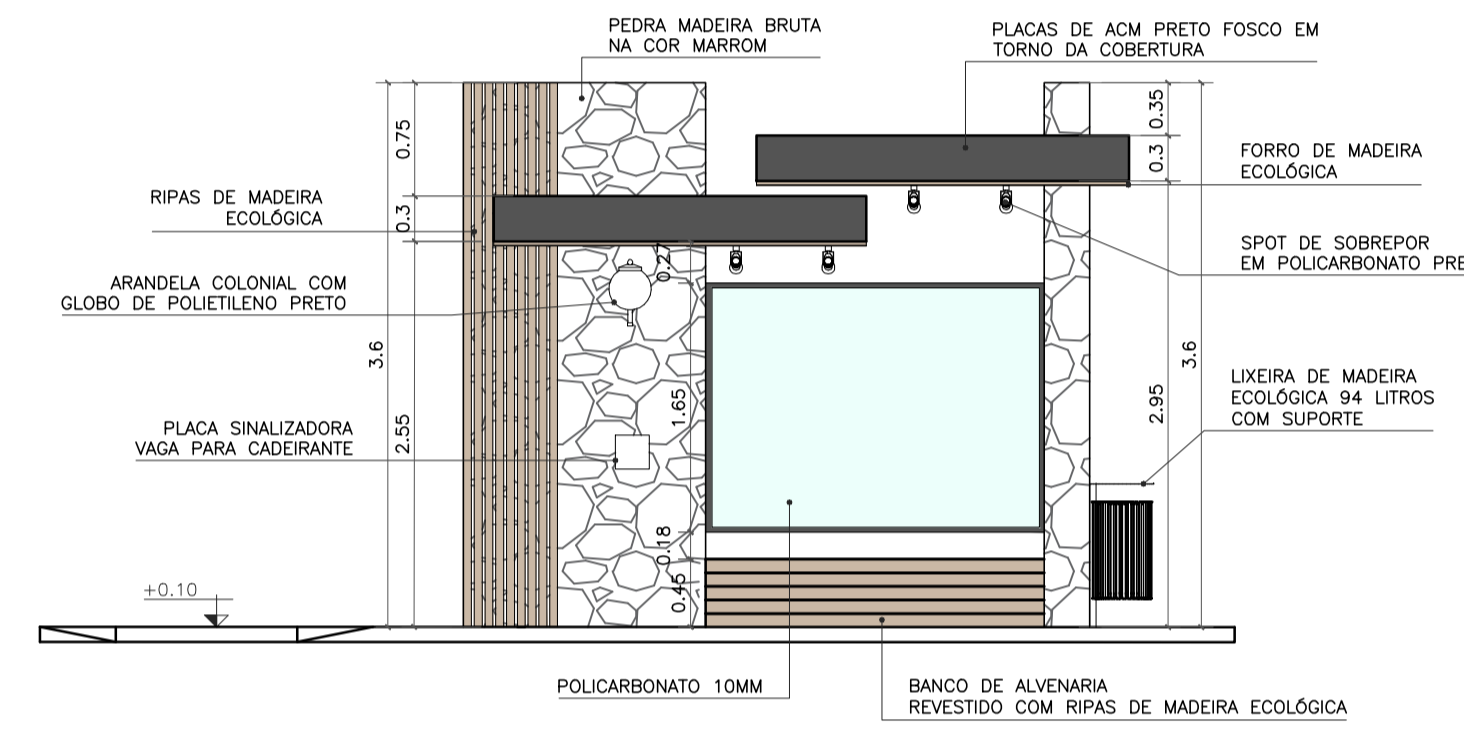 PEDRA MADEIRA BRUTA
NA COR MARROM
PLACAS DE ACM PRETO FOSCO EM
TORNO DA COBERTURA
0.75
0.35
0.3
FORRO DE MADEIRA
ECOLÓGICA
RIPAS DE MADEIRA
ECOLÓGICA
0.3
SPOT DE SOBREPOR
EM POLICARBONATO PRE
0.27
ARANDELA COLONIAL COM
GLOBO DE POLIETILENO PRETO
3.6
3.6
LIXEIRA DE MADEIRA
ECOLÓGICA 94 LITROS
COM SUPORTE
1.65
2.95
PLACA SINALIZADORA
VAGA PARA CADEIRANTE
2.55
0.18
0.45
+0.10
POLICARBONATO 10MM
BANCO DE ALVENARIA
REVESTIDO COM RIPAS DE MADEIRA ECOLÓGICA